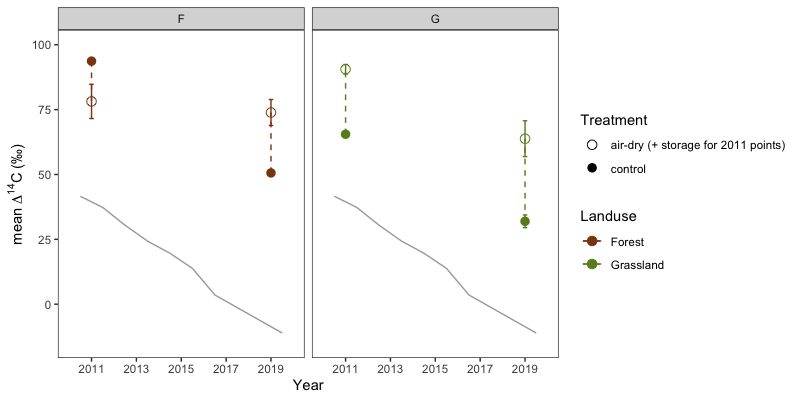 F
G
100
75
50
25
0
mean Δ14C (‰)
2011 2013 2015 2017 2019
2011 2013 2015 2017 2019
Year
Treatment
air-dry (+ storage for 2011 points)
control
Landuse
Forest
Grassland